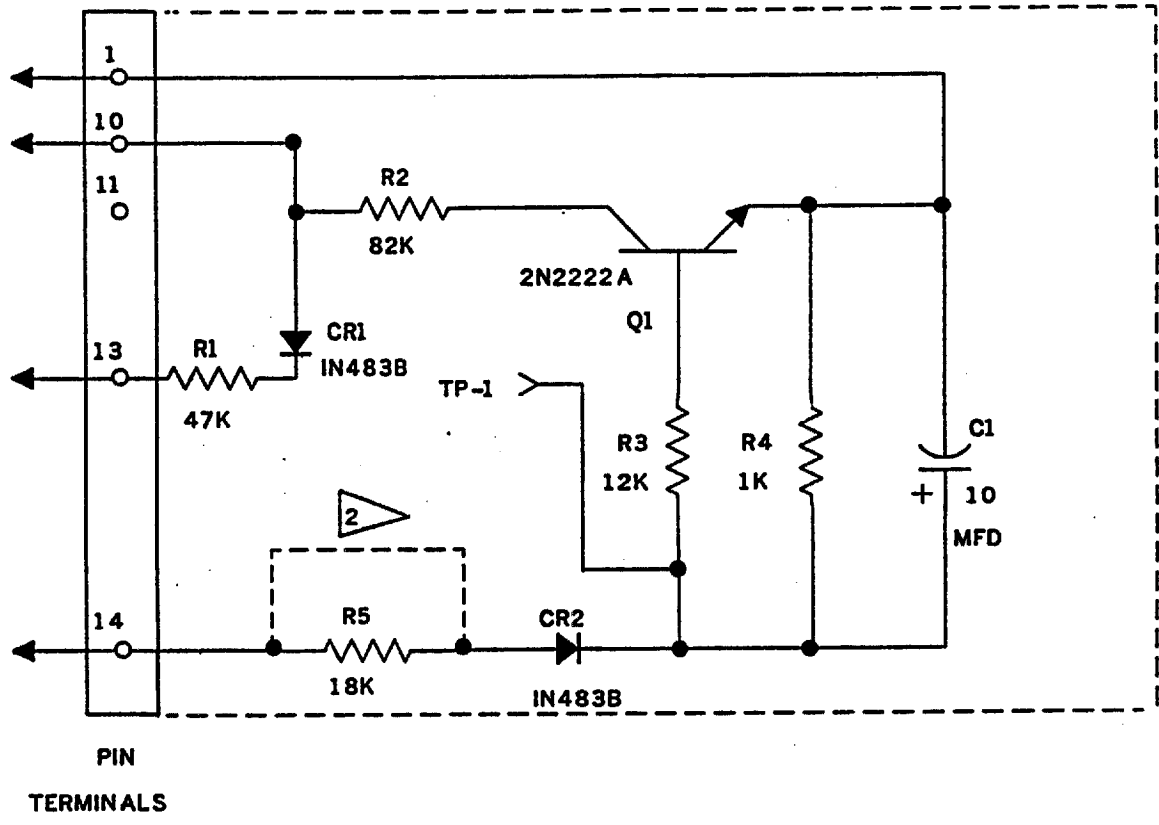 1
10
11
R2
82K
2N2222A
Q1
CR1
IN483B
13
R1
47K
TP-1
R3
12K
R4
1K
C1
+ 10
MFD
2
14
R5
18K
CR2
IN483B
PIN
TERMINALS